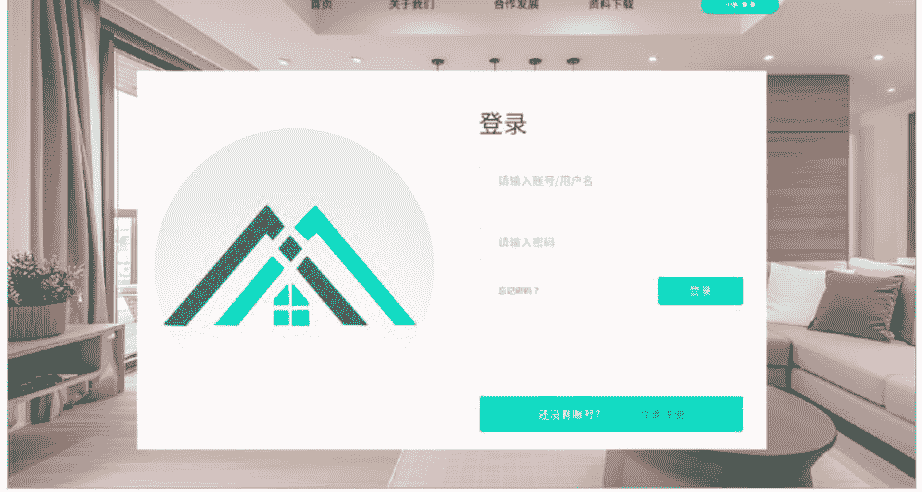 首页 关于我们 合作发展 资料下载
登录
请输入账号/用户名
请输入密码
忘记密码？
登录
还没有账号？